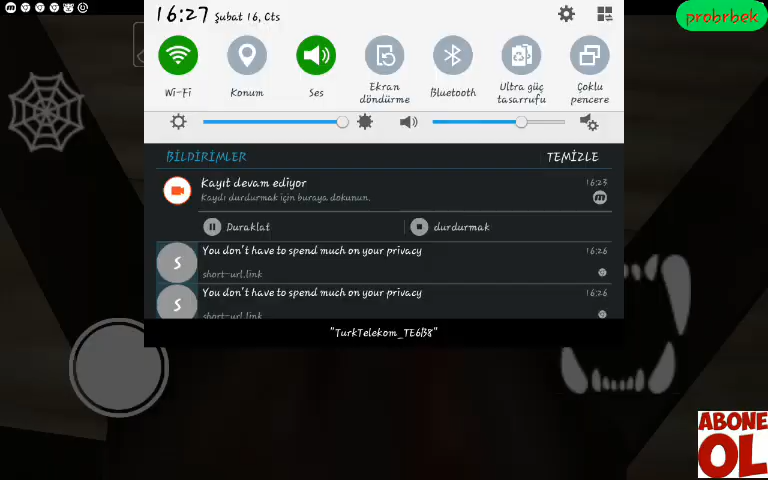 16:27 Şubat 16, Cts
probrbek
Wi-Fi
Konum
Ses
Ekran döndürme
Bluetooth
Ultra güç tasarrufu
Çoklu pencere
BİLDİRİMLER
TEMİZLE
Kayıt devam ediyor
16:23
Kaydı durdurmak için buraya dokunun.
Duraklat
durdurmak
S
You don't have to spend much on your privacy
16:26
short-url.link
S
You don't have to spend much on your privacy
16:26
short-url.link
"TurkTelekom_TE6J38"
ABONE
OL